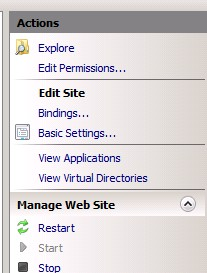 Actions
Explore
Edit Permissions...
Edit Site
Bindings...
Basic Settings...
View Applications
View Virtual Directories
Manage Web Site
Restart
Start
Stop